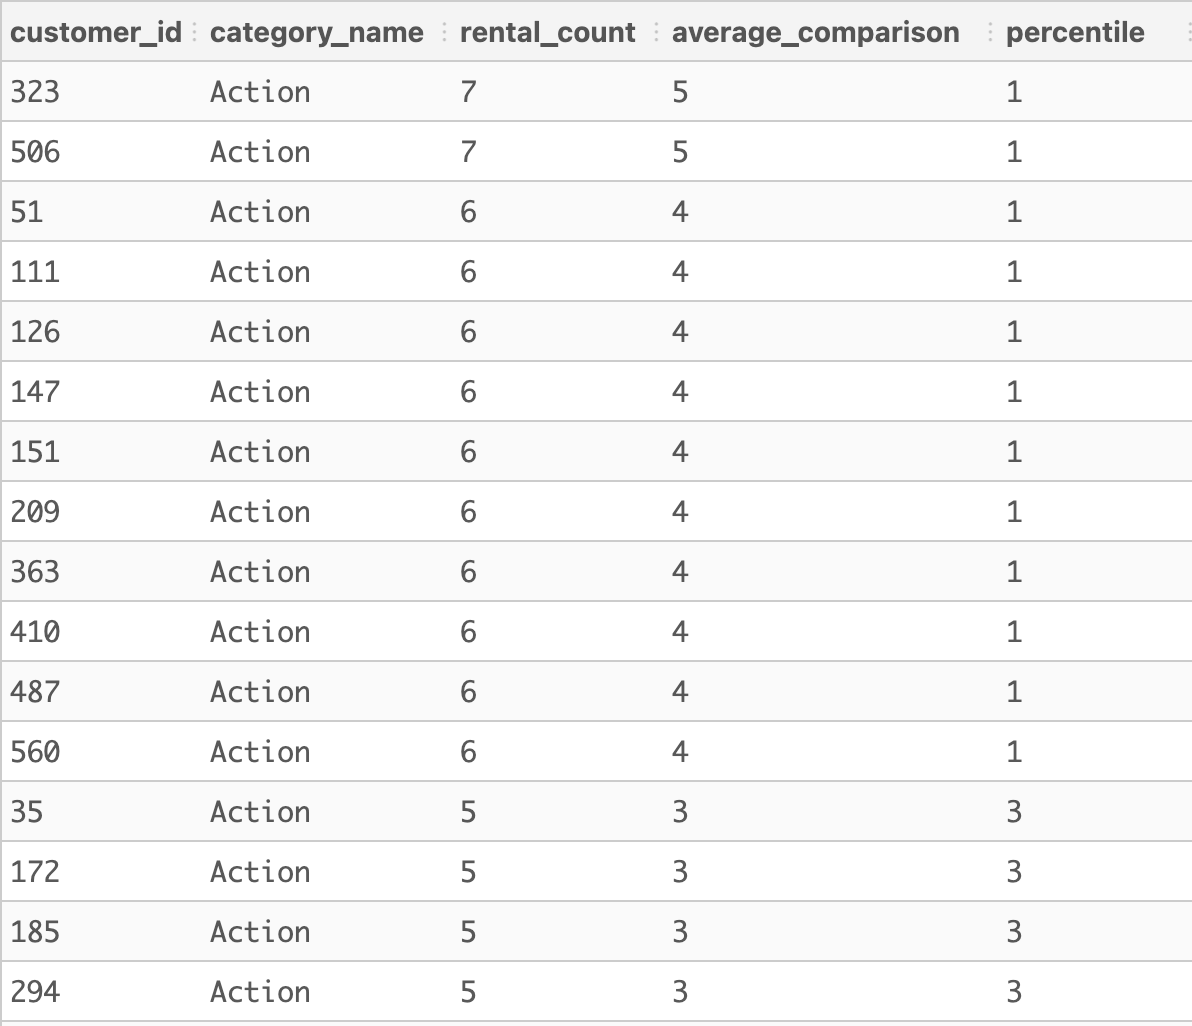 customer_id category_name rental_count average_comparison percentile
323 Action 7 5 1
506 Action 7 5 1
51 Action 6 4 1
111 Action 6 4 1
126 Action 6 4 1
147 Action 6 4 1
151 Action 6 4 1
209 Action 6 4 1
363 Action 6 4 1
410 Action 6 4 1
487 Action 6 4 1
560 Action 6 4 1
35 Action 5 3 3
172 Action 5 3 3
185 Action 5 3 3
294 Action 5 3 3